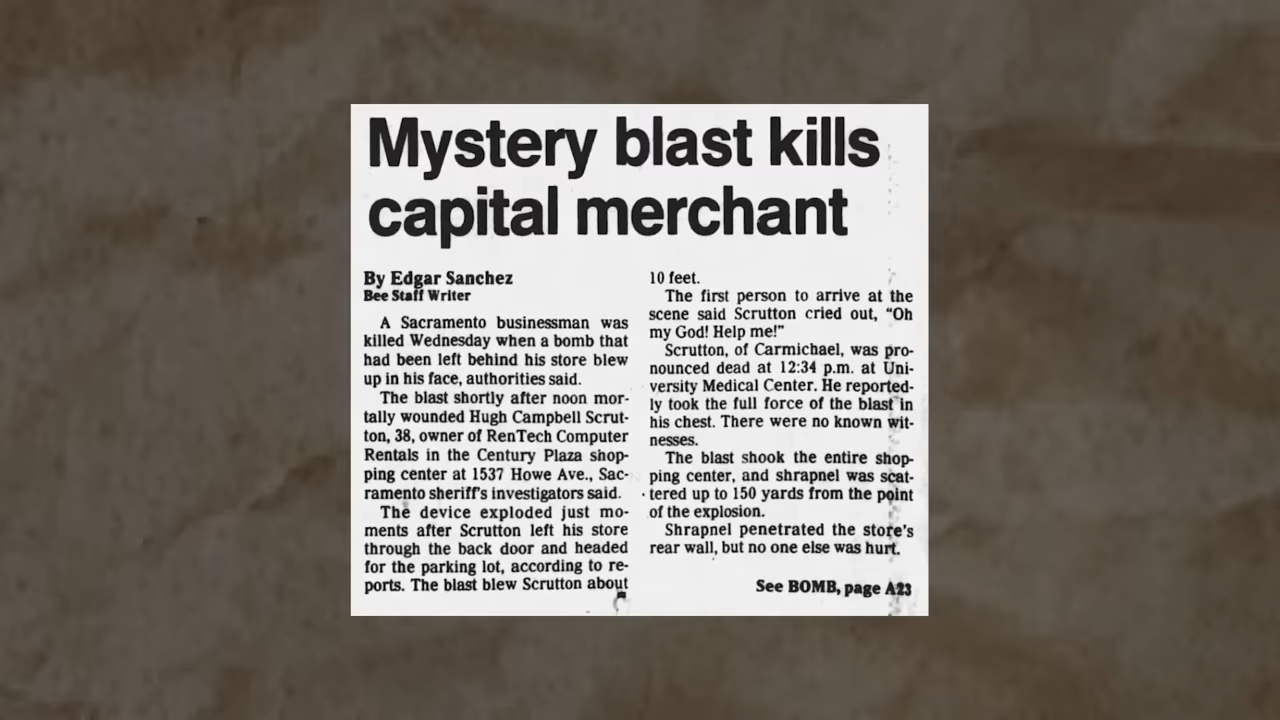 Mystery blast kills
capital merchant
By Edgar Sanchez
Bee Staff Writer
A Sacramento businessman was
killed Wednesday when a bomb that
had been left behind his store blew
up in his face, authorities said.
The blast shortly after noon mor-
tally wounded Hugh Campbell Scrut-
ton, 38, owner of RenTech Computer
Rentals in the Century Plaza shop-
ping center at 1537 Howe Ave., Sac-
ramento sheriff's investigators said.
The device exploded just mo-
ments after Scrutton left his store
through the back door and headed
for the parking lot, according to re-
ports. The blast blew Scrutton about
10 feet.
The first person to arrive at the
scene said Scrutton cried out, “Oh
my God! Help me!”
Scrutton, of Carmichael, was pro-
nounced dead at 12:34 p.m. at Uni-
versity Medical Center. He reported-
ly took the full force of the blast in
his chest. There were no known wit-
nesses.
The blast shook the entire shop-
ping center, and shrapnel was scat-
tered up to 150 yards from the point
of the explosion.
Shrapnel penetrated the store's
rear wall, but no one else was hurt.
See BOMB, page A23